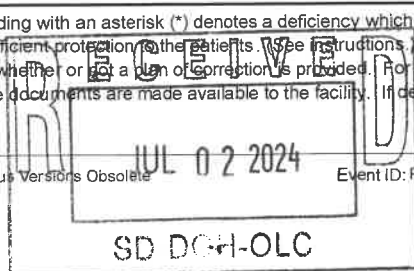 ding with an asterisk (*) denotes a deficiency which
ficient protection to the patients. (See instructions
whether or not a plan of correction is provided. For
e documents are made available to the facility. If de
RECEIVED
JUL 02 2024
us Versions Obsolete
Event ID: F
SD DOH-OLC